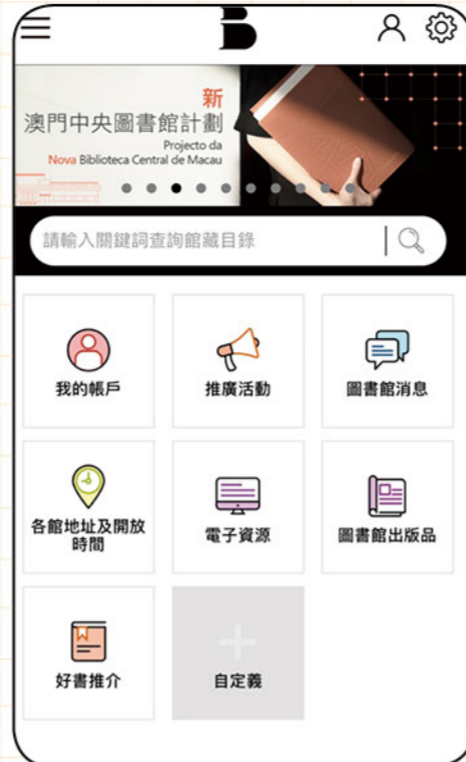 新
澳門中央圖書館計劃
Projecto da
Nova Biblioteca Central de Macau
請輸入關鍵詞查詢館藏目錄
我的帳戶
推廣活動
圖書館消息
各館地址及開放
時間
電子資源
圖書館出版品
好書推介
自定義